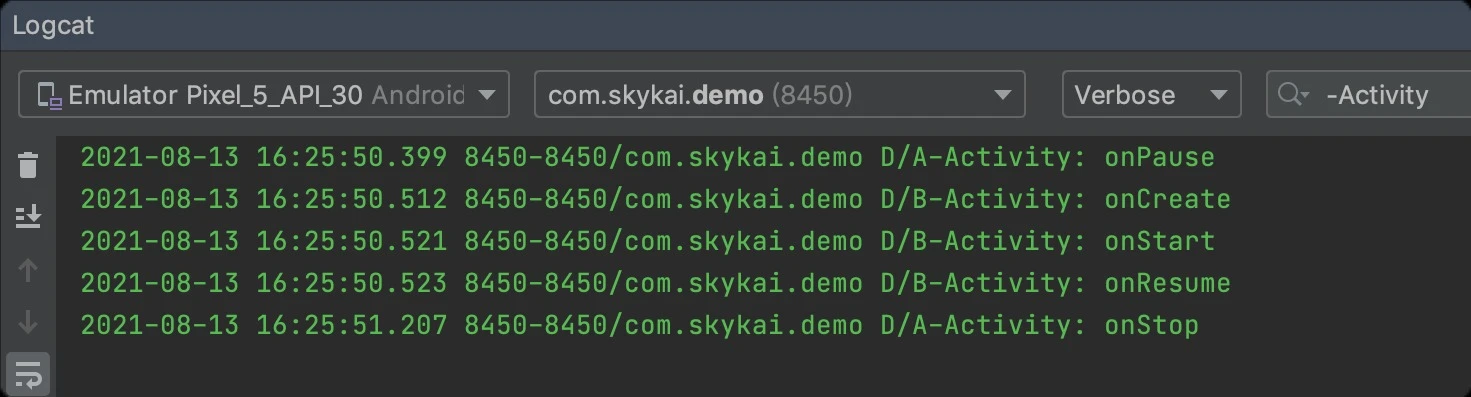 Logcat
Emulator Pixel_5_API_30 Android com.skykai.demo (8450) Verbose -Activity
2021-08-13 16:25:50.399 8450-8450/com.skykai.demo D/A-Activity: onPause
2021-08-13 16:25:50.512 8450-8450/com.skykai.demo D/B-Activity: onCreate
2021-08-13 16:25:50.521 8450-8450/com.skykai.demo D/B-Activity: onStart
2021-08-13 16:25:50.523 8450-8450/com.skykai.demo D/B-Activity: onResume
2021-08-13 16:25:51.207 8450-8450/com.skykai.demo D/A-Activity: onStop